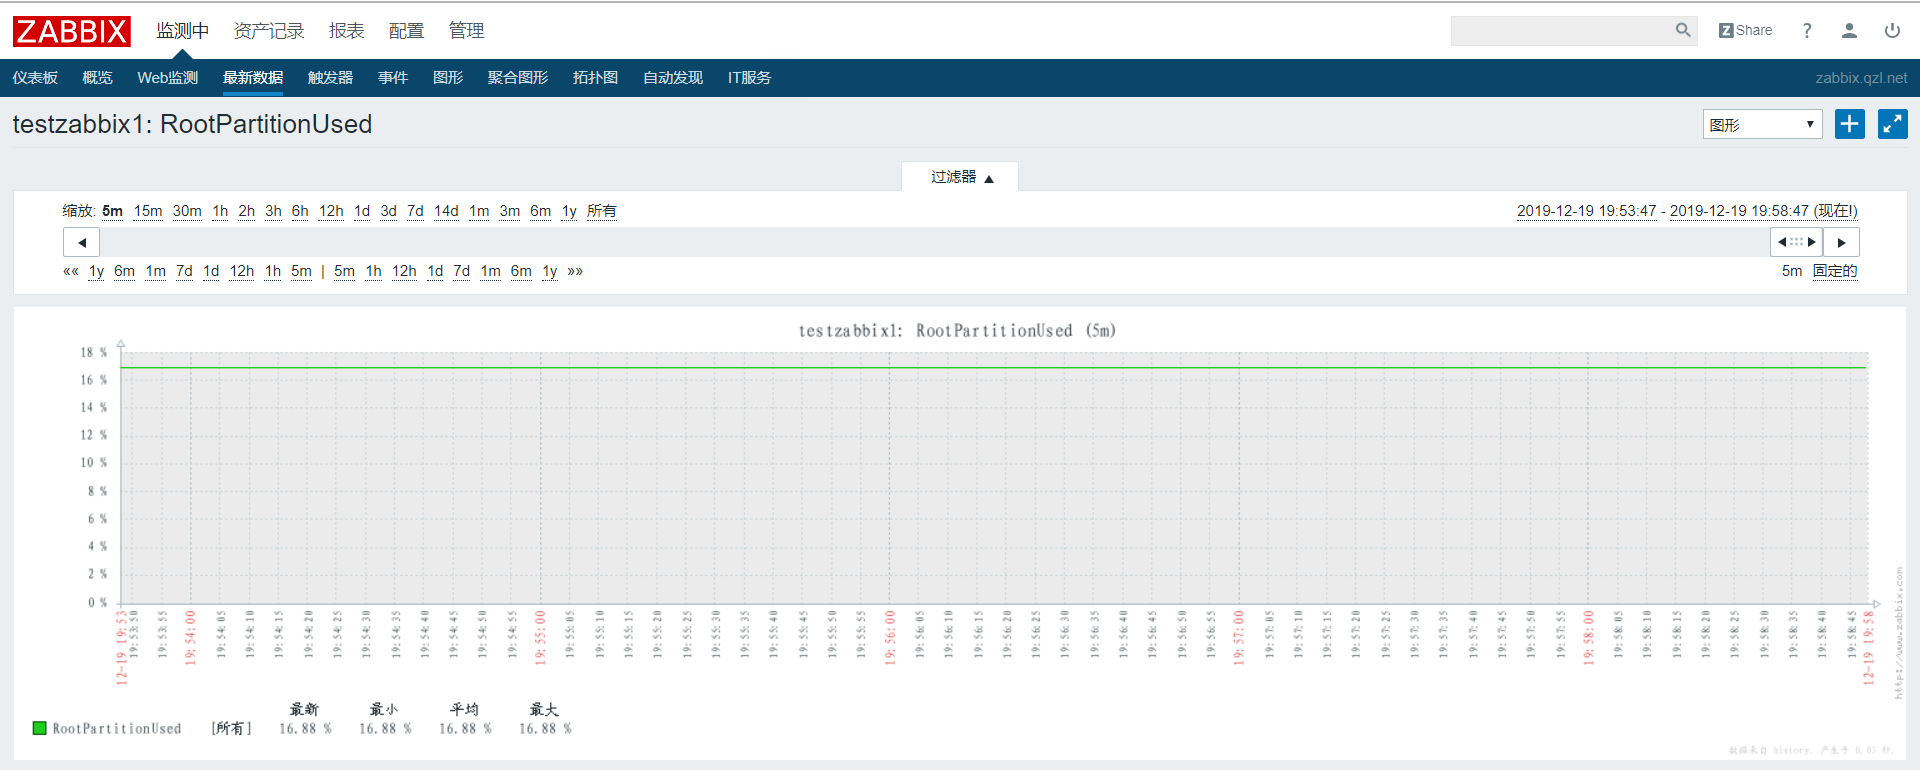 ZABBIX 监测中 资产记录 报表 配置 管理 Z Share ?
仪表板 概览 Web监测 最新数据 触发器 事件 图形 聚合图形 拓扑图 自动发现 IT服务 zabbix.qzl.net
testzabbix1: RootPartitionUsed 图形
过滤器
缩放: 5m 15m 30m 1h 2h 3h 6h 12h 1d 3d 7d 14d 1m 3m 6m 1y 所有 2019-12-19 19:53:47 - 2019-12-19 19:58:47 (现在!)
«« 1y 6m 1m 7d 1d 12h 1h 5m | 5m 1h 12h 1d 7d 1m 6m 1y »» 5m 固定的
testzabbix1: RootPartitionUsed (5m)
18 %
16 %
14 %
12 %
10 %
8 %
6 %
4 %
2 %
0 %
12-19 19:53 19:53:50 19:53:55 19:54:00 19:54:05 19:54:10 19:54:15 19:54:20 19:54:25 19:54:30 19:54:35 19:54:40 19:54:45 19:54:50 19:54:55 19:55:00 19:55:05 19:55:10 19:55:15 19:55:20 19:55:25 19:55:30 19:55:35 19:55:40 19:55:45 19:55:50 19:55:55 19:56:00 19:56:05 19:56:10 19:56:15 19:56:20 19:56:25 19:56:30 19:56:35 19:56:40 19:56:45 19:56:50 19:56:55 19:57:00 19:57:05 19:57:10 19:57:15 19:57:20 19:57:25 19:57:30 19:57:35 19:57:40 19:57:45 19:57:50 19:57:55 19:58:00 19:58:05 19:58:10 19:58:15 19:58:20 19:58:25 19:58:30 19:58:35 19:58:40 19:58:45 12-19 19:58
http://www.zabbix.com
最新 最小 平均 最大
RootPartitionUsed [所有] 16.88 % 16.88 % 16.88 % 16.88 %
数据来自 history. 产生于 0.03 秒.